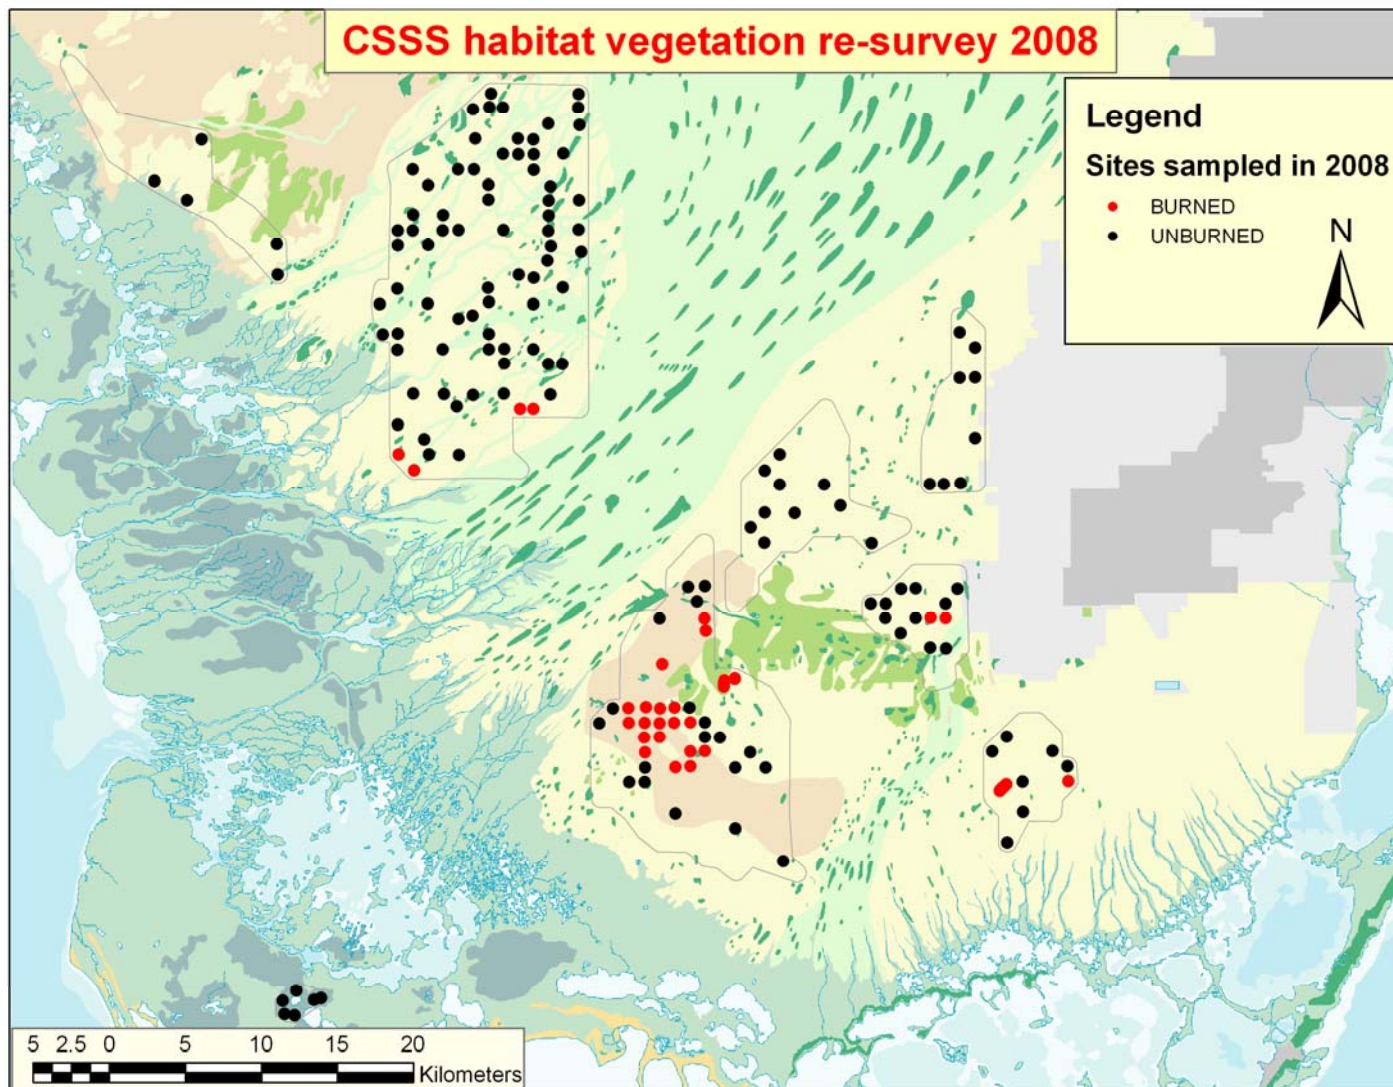 CSSS habitat vegetation re-survey 2008
Legend
Sites sampled in 2008
BURNED
UNBURNED
N
5 2.5 0 5 10 15 20
Kilometers